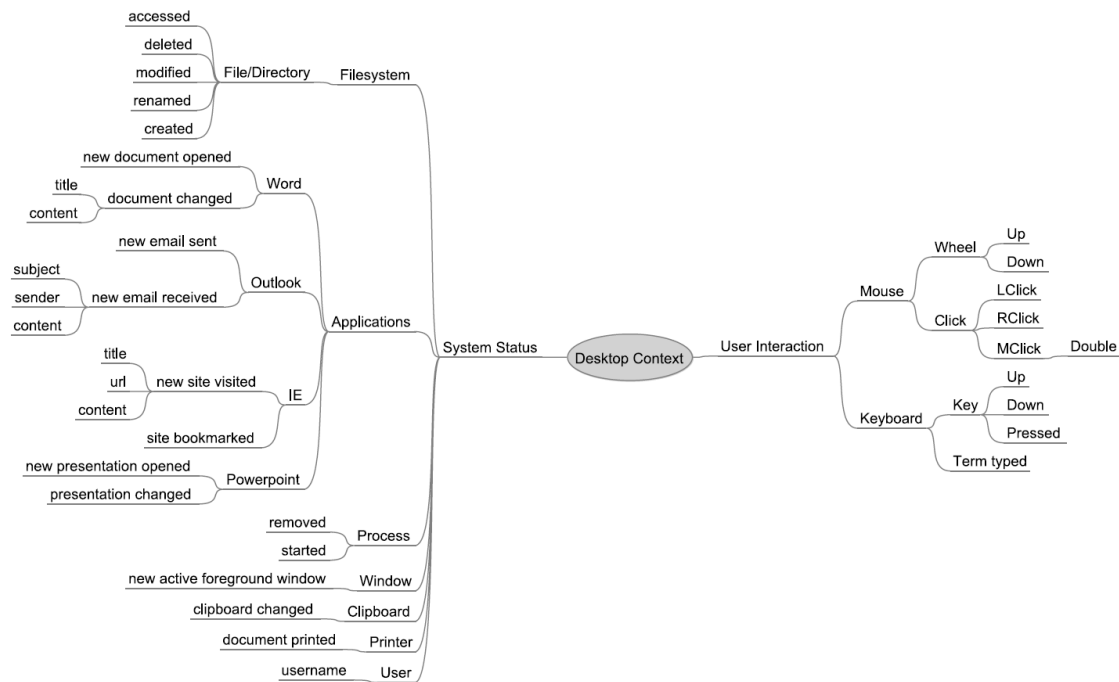 accessed
deleted
modified
renamed
created
File/Directory
Filesystem
new document opened
title
content
document changed
Word
new email sent
subject
sender
content
new email received
Outlook
title
url
content
new site visited
site bookmarked
IE
new presentation opened
presentation changed
Powerpoint
Applications
removed
started
Process
new active foreground window
Window
clipboard changed
Clipboard
document printed
Printer
username
User
System Status
Desktop Context
User Interaction
Mouse
Wheel
Up
Down
Click
LClick
RClick
MClick
Double
Keyboard
Key
Up
Down
Pressed
Term typed